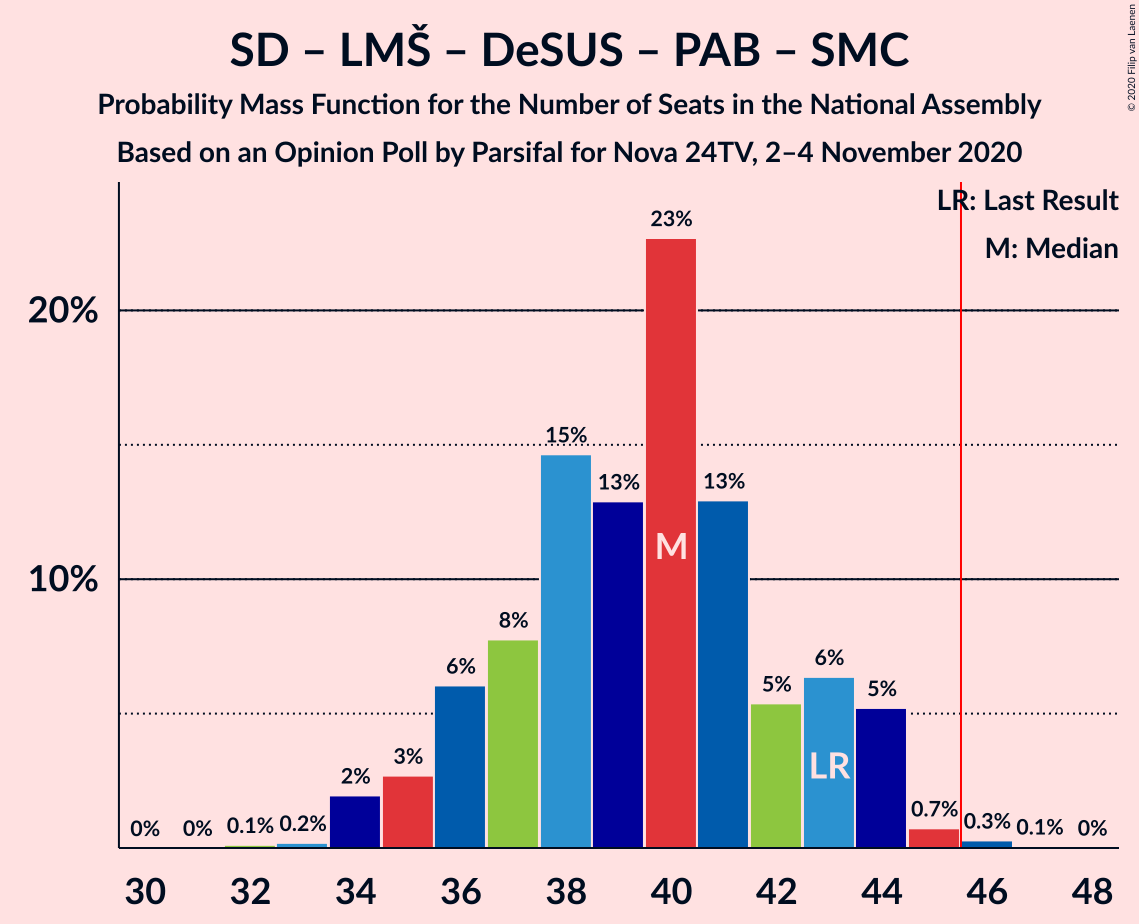 SD – LMŠ – DeSUS – PAB – SMC
Probability Mass Function for the Number of Seats in the National Assembly
Based on an Opinion Poll by Parsifal for Nova 24TV, 2–4 November 2020
© 2020 Filip van Laenen
LR: Last Result
M: Median
20%
10%
0%
0%
0.1%
0.2%
2%
3%
6%
8%
15%
13%
23%
13%
5%
6%
5%
0.7%
0.3%
0.1%
0%
M
LR
30 32 34 36 38 40 42 44 46 48